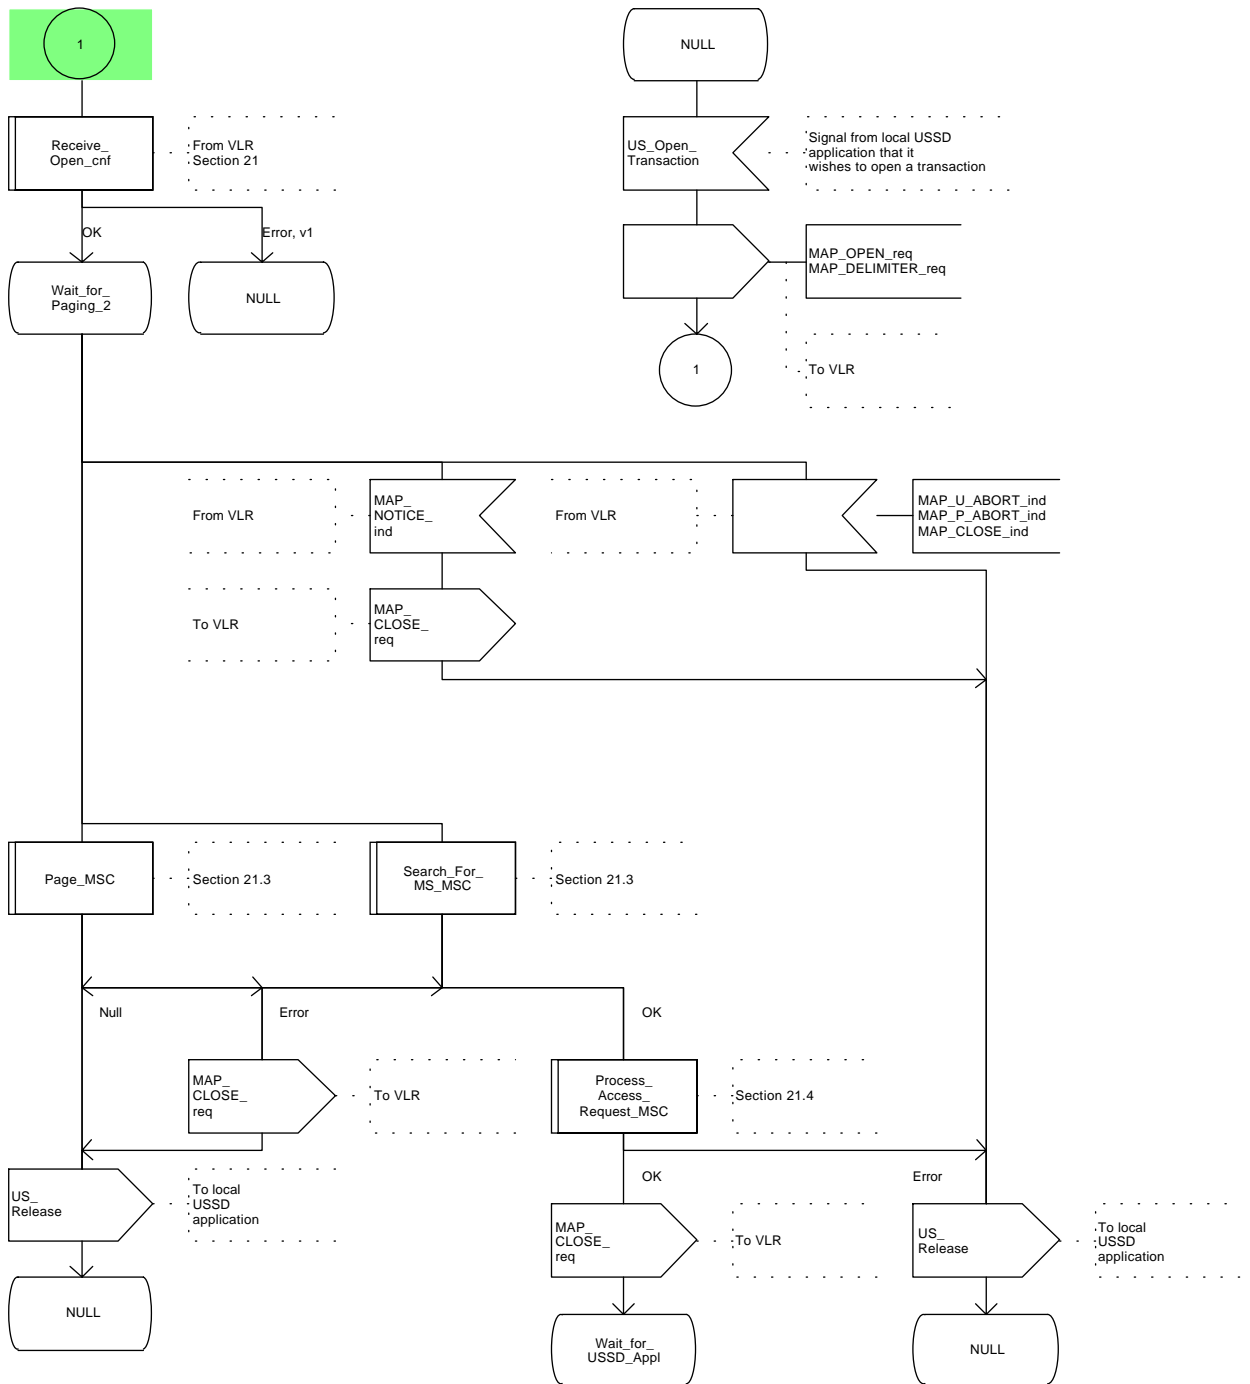 1
NULL
Receive_
Open_cnf
From VLR
Section 21
US_Open_
Transaction
Signal from local USSD
application that it
wishes to open a transaction
OK
Error, v1
MAP_OPEN_req
MAP_DELIMITER_req
Wait_for_
Paging_2
NULL
1
To VLR
From VLR
MAP_
NOTICE_
ind
From VLR
MAP_U_ABORT_ind
MAP_P_ABORT_ind
MAP_CLOSE_ind
To VLR
MAP_
CLOSE_
req
Page_MSC
Section 21.3
Search_For_
MS_MSC
Section 21.3
Null
Error
OK
MAP_
CLOSE_
req
To VLR
Process_
Access_
Request_MSC
Section 21.4
US_
Release
To local
USSD
application
OK
Error
MAP_
CLOSE_
req
To VLR
US_
Release
To local
USSD
application
NULL
Wait_for_
USSD_Appl
NULL